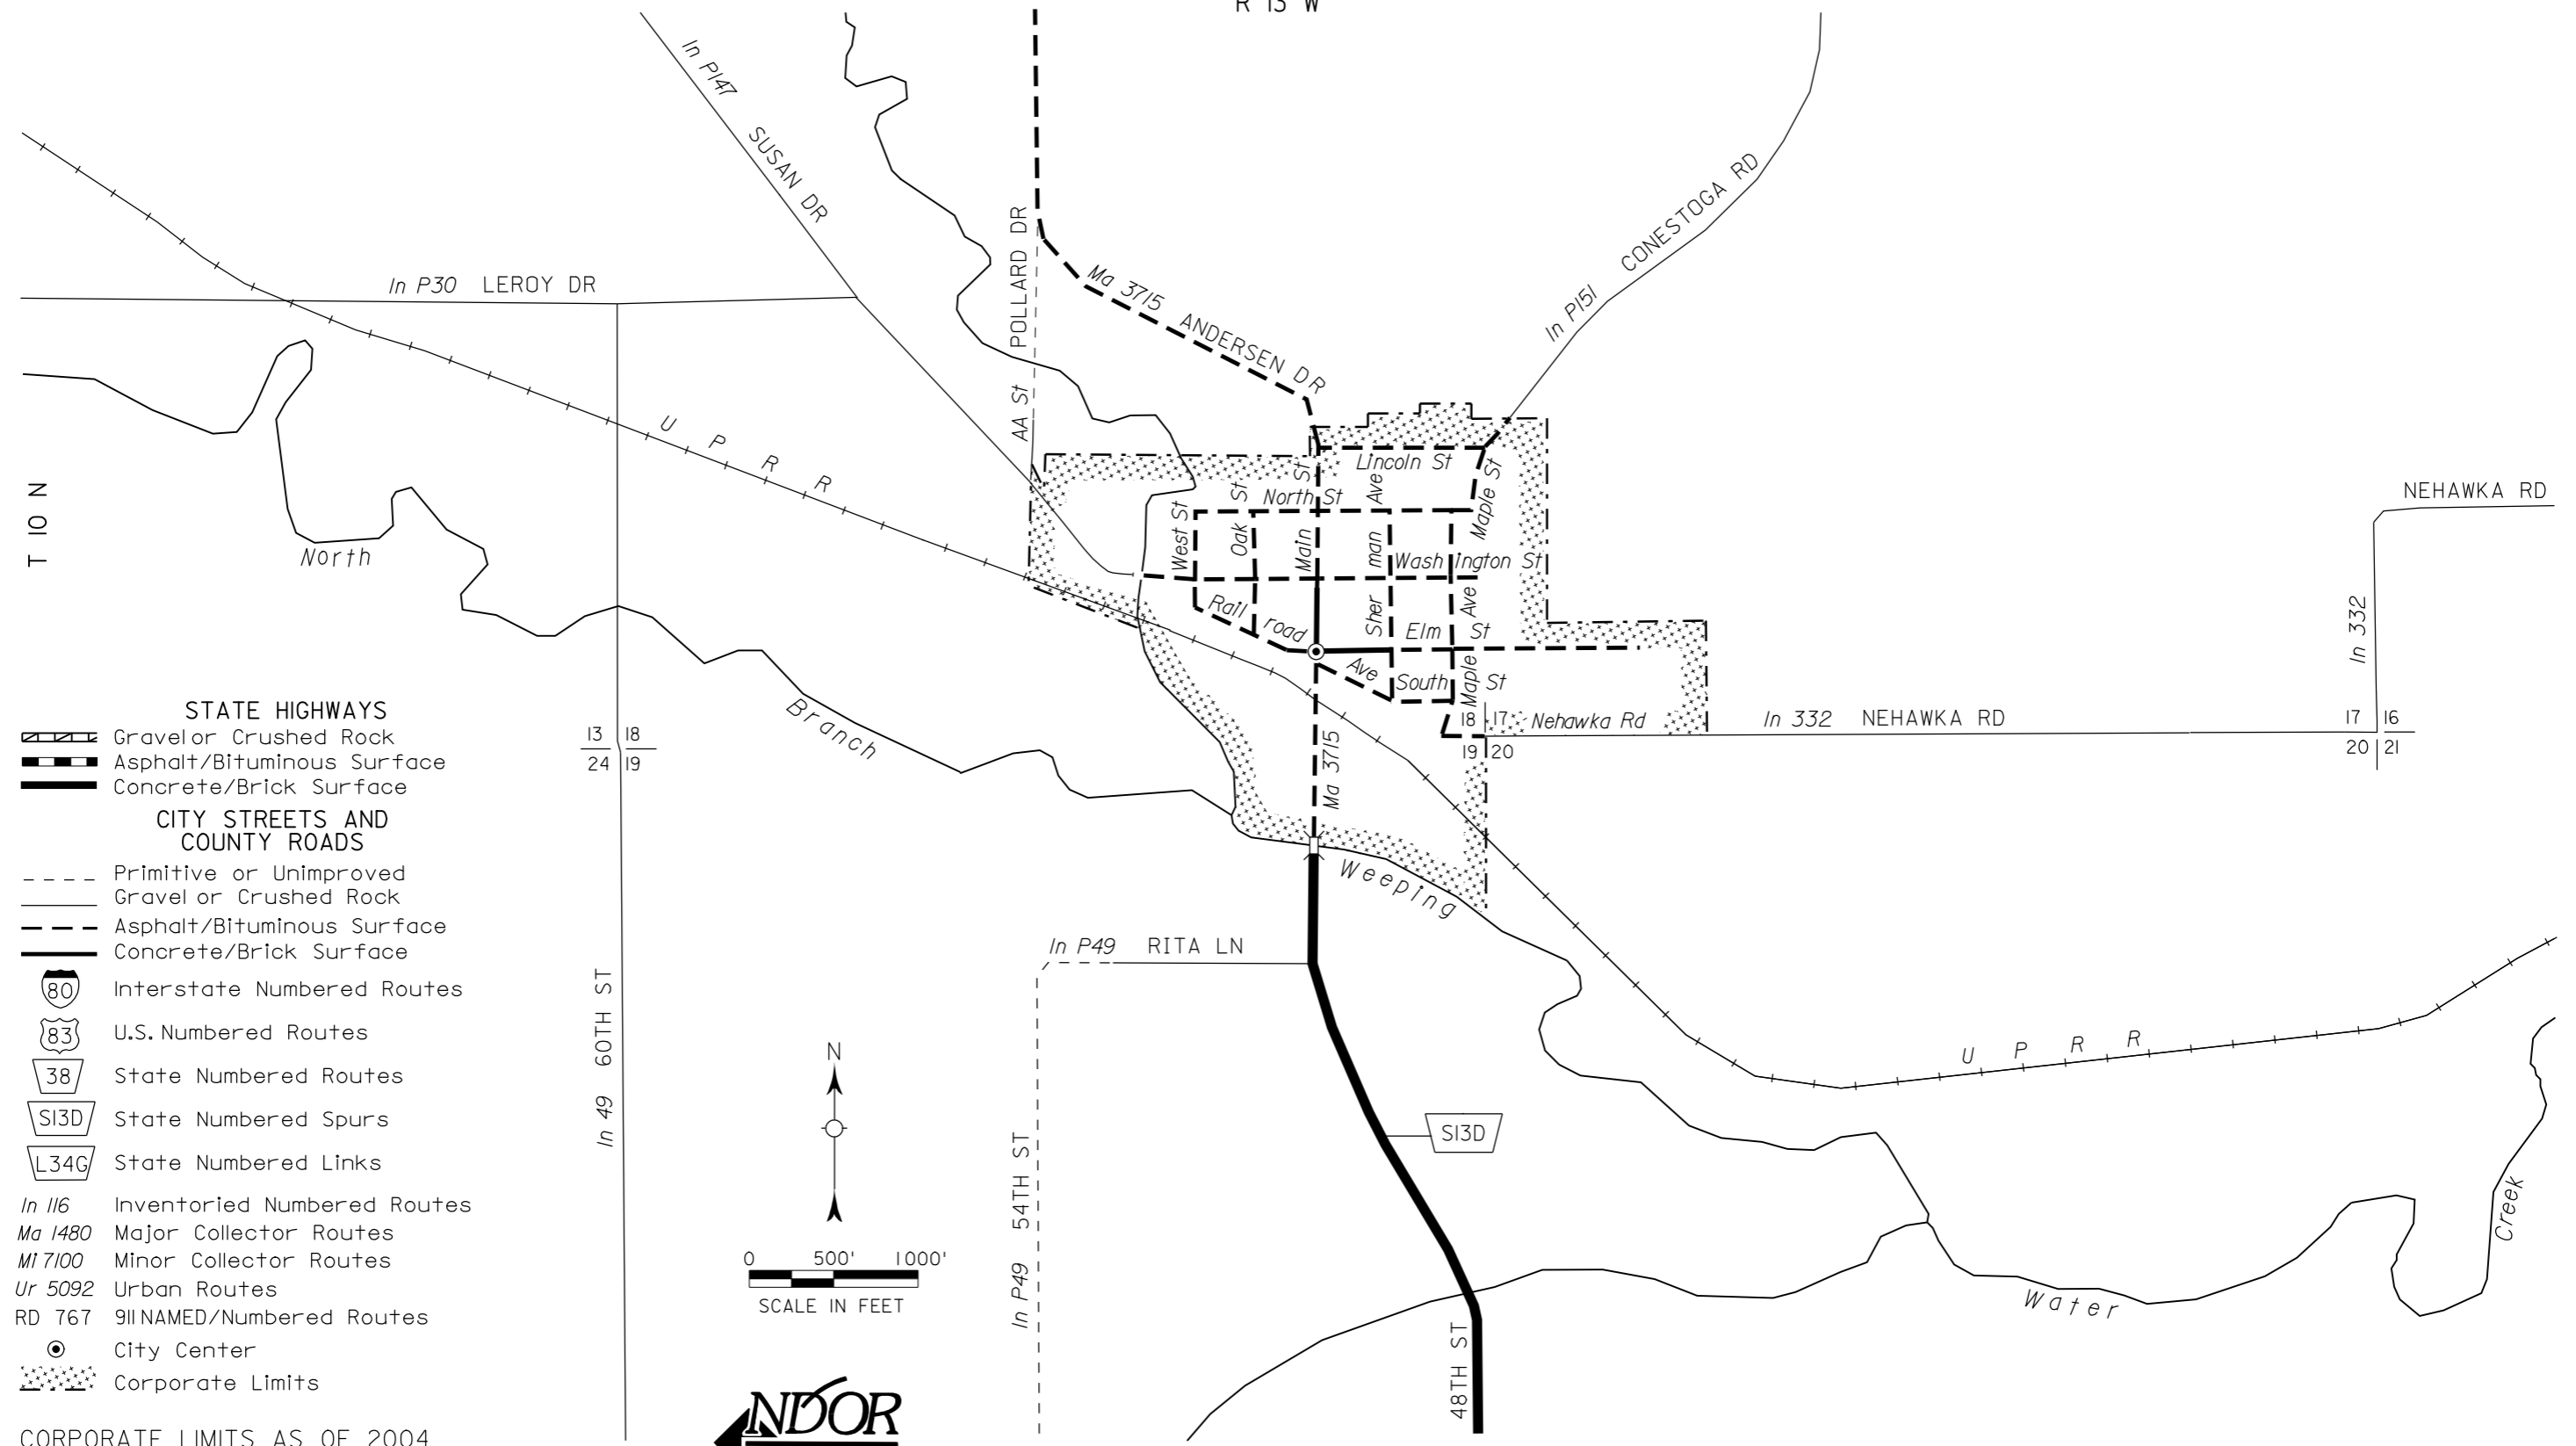 R 13 W
In P147 SUSAN DR
In P30 LEROY DR
POLLARD DR
AA St
Ma 3715 ANDERSEN DR
In P151 CONESTOGA RD
U P R R
T 10 N
North
Branch
Lincoln St
North St
West St
Oak St
Main St
Sher man Ave
Maple St
Wash ington St
Rail road Ave
Elm St
South St
Maple Ave
Nehawka Rd
In 332 NEHAWKA RD
NEHAWKA RD
In 332
18 17
19 20
17 16
20 21
13 18
24 19
Ma 3715
Weeping
In P49 RITA LN
In 49 60TH ST
In P49 54TH ST
S13D
48TH ST
U P R R
Water
Creek
N
0 500' 1000'
SCALE IN FEET
NDOR
STATE HIGHWAYS
Gravel or Crushed Rock
Asphalt/Bituminous Surface
Concrete/Brick Surface
CITY STREETS AND
COUNTY ROADS
Primitive or Unimproved
Gravel or Crushed Rock
Asphalt/Bituminous Surface
Concrete/Brick Surface
80 Interstate Numbered Routes
83 U.S. Numbered Routes
38 State Numbered Routes
S13D State Numbered Spurs
L34G State Numbered Links
In 116 Inventoried Numbered Routes
Ma 1480 Major Collector Routes
Mi 7100 Minor Collector Routes
Ur 5092 Urban Routes
RD 767 911 NAMED/Numbered Routes
City Center
Corporate Limits
CORPORATE LIMITS AS OF 2004